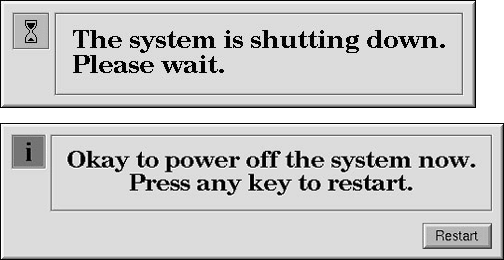 The system is shutting down.
Please wait.
i
Okay to power off the system now.
Press any key to restart.
Restart